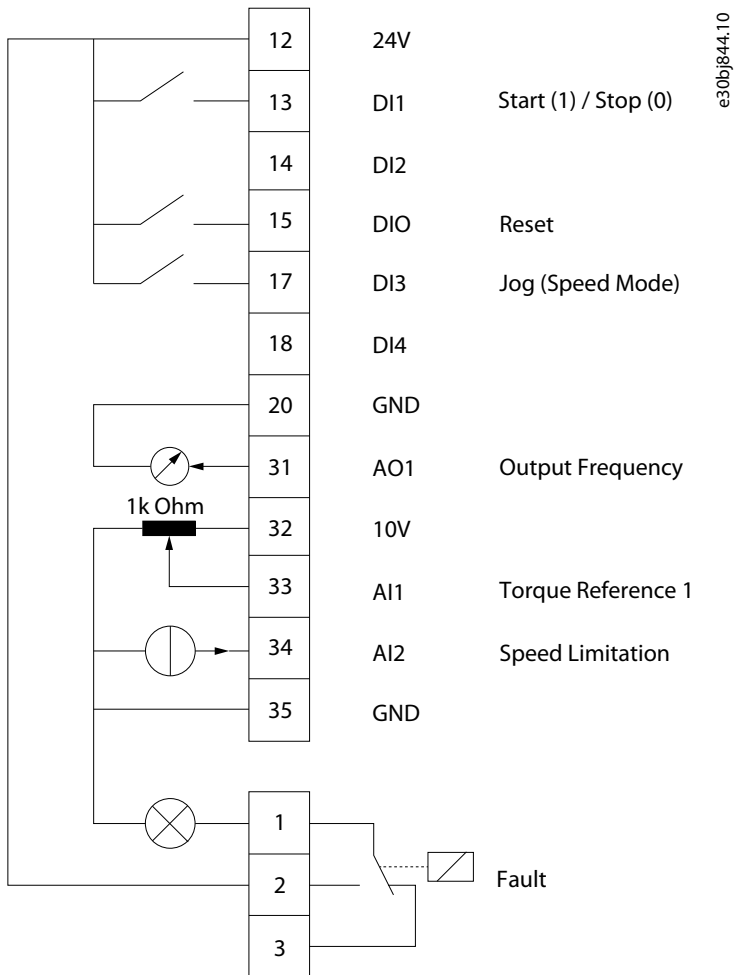 e30bj844.10
12 24V
13 DI1 Start (1) / Stop (0)
14 DI2
15 DIO Reset
17 DI3 Jog (Speed Mode)
18 DI4
20 GND
31 AO1 Output Frequency
1k Ohm
32 10V
33 AI1 Torque Reference 1
34 AI2 Speed Limitation
35 GND
1
2 Fault
3